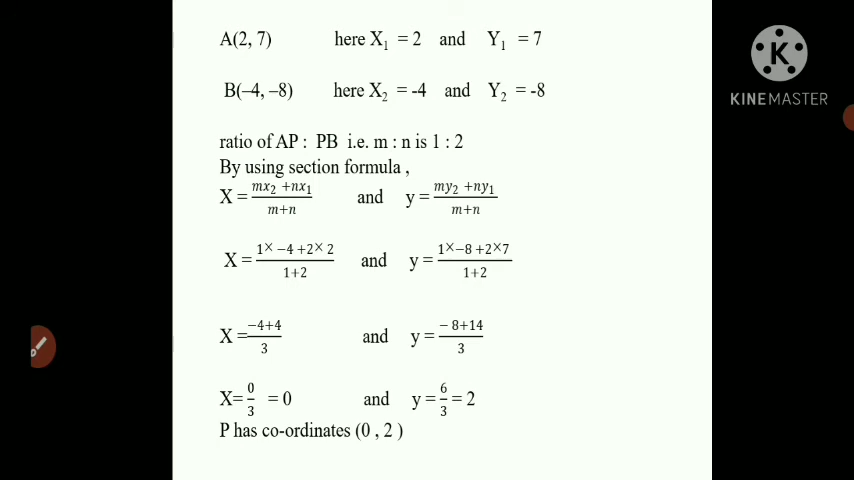 A(2, 7) here X₁ = 2 and Y₁ = 7
B(–4, –8) here X₂ = -4 and Y₂ = -8
KINEMASTER
ratio of AP : PB i.e. m : n is 1 : 2
By using section formula ,
X = (mx₂ +nx₁)/(m+n) and y = (my₂ +ny₁)/(m+n)
X = (1× −4 +2× 2)/(1+2) and y = (1×−8 +2×7)/(1+2)
X = (−4+4)/3 and y = (− 8+14)/3
X= 0/3 = 0 and y = 6/3 = 2
P has co-ordinates (0 , 2 )